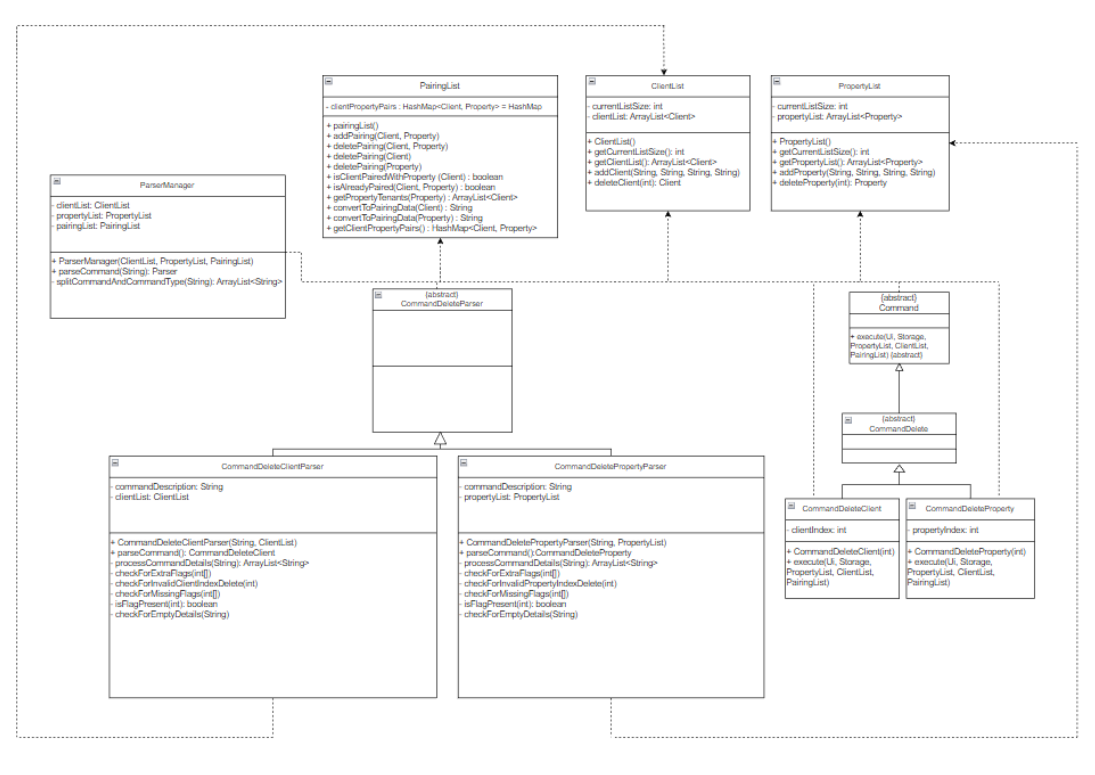 PairingList
- clientPropertyPairs : HashMap<Client, Property> = HashMap
+ pairingList()
+ addPairing(Client, Property)
+ deletePairing(Client, Property)
+ deletePairing(Client)
+ deletePairing(Property)
+ isClientPairedWithProperty (Client) : boolean
+ isAlreadyPaired(Client, Property) : boolean
+ getPropertyTenants(Property) : ArrayList<Client>
+ convertToPairingData(Client) : String
+ convertToPairingData(Property) : String
+ getClientPropertyPairs() : HashMap<Client, Property>
ClientList
- currentListSize: int
- clientList: ArrayList<Client>
+ ClientList()
+ getCurrentListSize(): int
+ getClientList(): ArrayList<Client>
+ addClient(String, String, String, String)
+ deleteClient(int): Client
PropertyList
- currentListSize: int
- propertyList: ArrayList<Property>
+ PropertyList()
+ getCurrentListSize(): int
+ getPropertyList(): ArrayList<Property>
+ addProperty(String, String, String, String)
+ deleteProperty(int): Property
ParserManager
- clientList: ClientList
- propertyList: PropertyList
- pairingList: PairingList
+ ParserManager(ClientList, PropertyList, PairingList)
+ parseCommand(String): Parser
- splitCommandAndCommandType(String): ArrayList<String>
{abstract}
CommandDeleteParser
{abstract}
Command
+ execute(Ui, Storage,
PropertyList, ClientList,
PairingList) {abstract}
{abstract}
CommandDelete
CommandDeleteClientParser
- commandDescription: String
- clientList: ClientList
+ CommandDeleteClientParser(String, ClientList)
+ parseCommand(): CommandDeleteClient
- processCommandDetails(String): ArrayList<String>
- checkForExtraFlags(int[])
- checkForInvalidClientIndexDelete(int)
- checkForMissingFlags(int[])
- isFlagPresent(int): boolean
- checkForEmptyDetails(String)
CommandDeletePropertyParser
- commandDescription: String
- propertyList: PropertyList
+ CommandDeletePropertyParser(String, PropertyList)
+ parseCommand():CommandDeleteProperty
- processCommandDetails(String): ArrayList<String>
- checkForExtraFlags(int[])
- checkForInvalidPropertyIndexDelete(int)
- checkForMissingFlags(int[])
- isFlagPresent(int): boolean
- checkForEmptyDetails(String)
CommandDeleteClient
- clientIndex: int
+ CommandDeleteClient(int)
+ execute(Ui, Storage,
PropertyList, ClientList,
PairingList)
CommandDeleteProperty
- propertyIndex: int
+ CommandDeleteProperty(int)
+ execute(Ui, Storage,
PropertyList, ClientList,
PairingList)